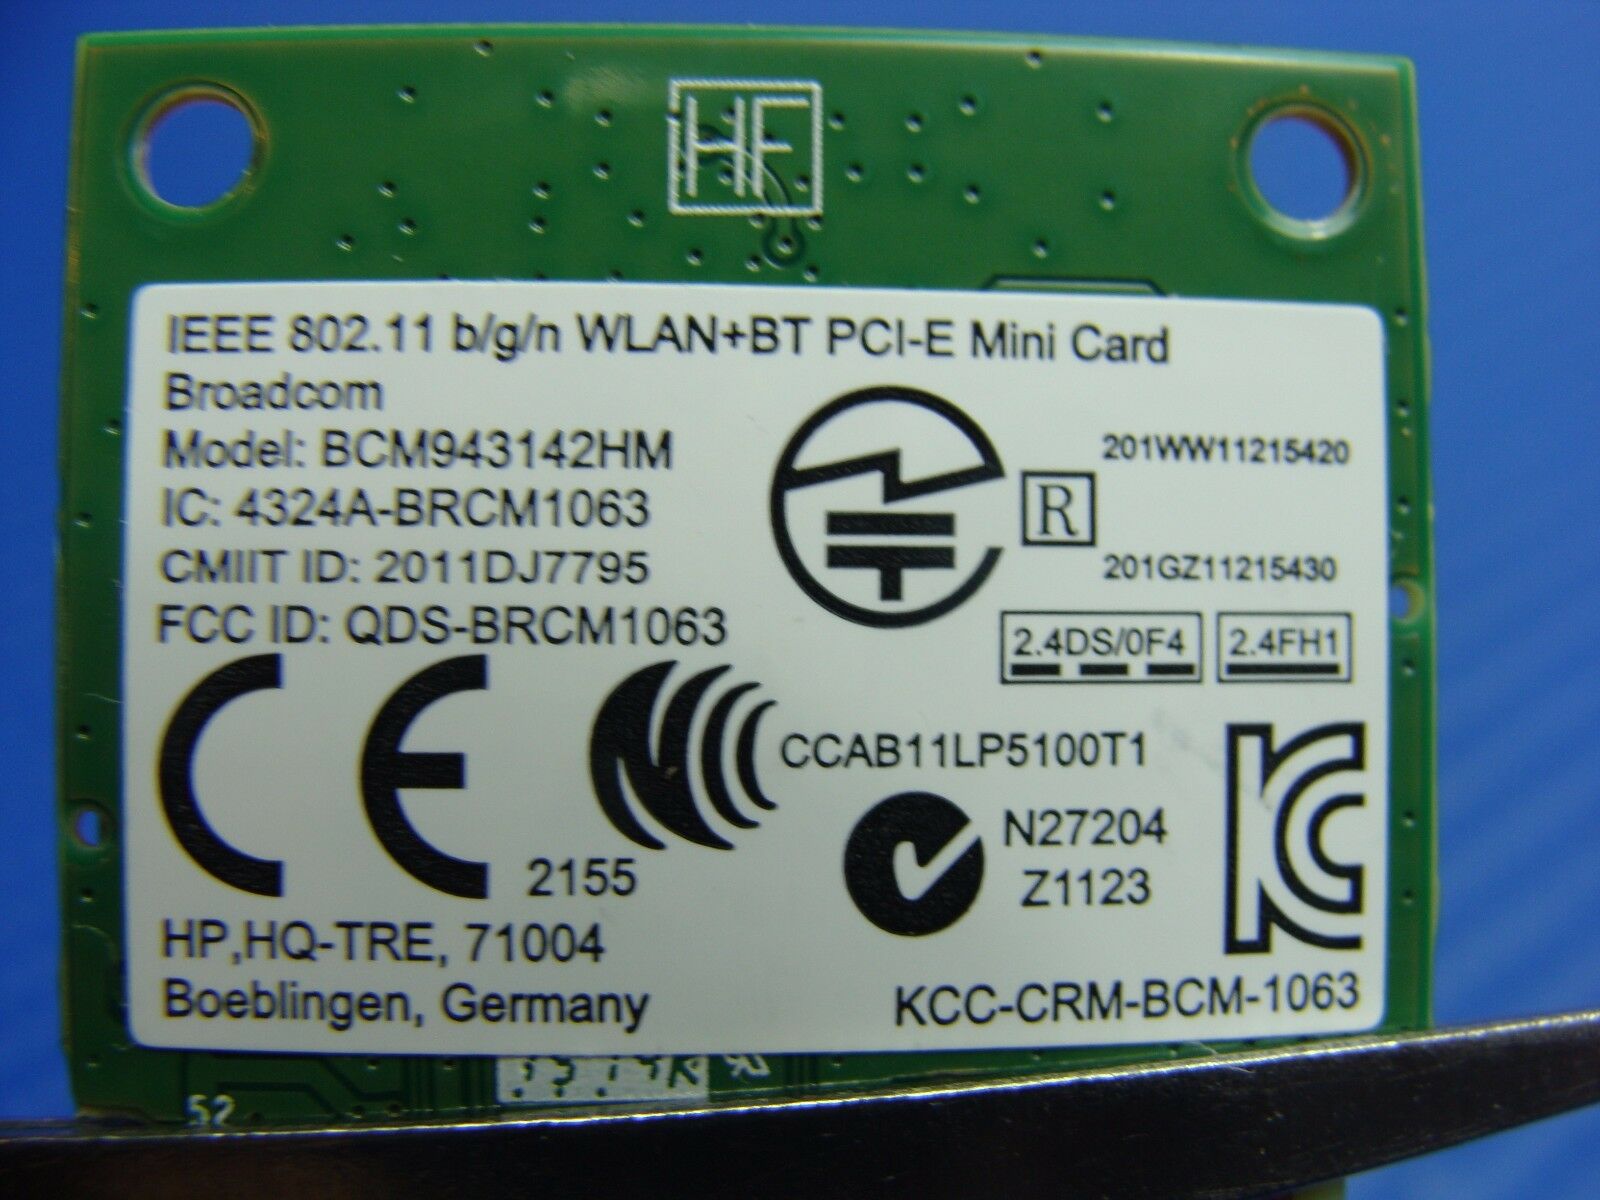 HF
IEEE 802.11 b/g/n WLAN+BT PCI-E Mini Card
Broadcom
Model: BCM943142HM
IC: 4324A-BRCM1063
CMIIT ID: 2011DJ7795
FCC ID: QDS-BRCM1063
R
201WW11215420
201GZ11215430
2.4DS/0F4
2.4FH1
CE
2155
CCAB11LP5100T1
N27204
Z1123
KC
HP,HQ-TRE, 71004
Boeblingen, Germany
KCC-CRM-BCM-1063
52